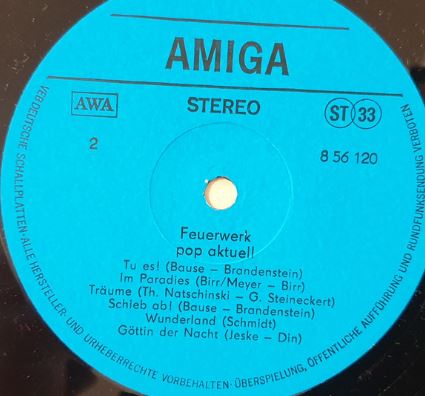 AMIGA
AWA
STEREO
ST 33
2
8 56 120
Feuerwerk
pop aktuell
Tu es! (Bause – Brandenstein)
Im Paradies (Birr/Meyer – Birr)
Träume (Th. Natschinski – G. Steineckert)
Schieb ab! (Bause – Brandenstein)
Wunderland (Schmidt)
Göttin der Nacht (Jeske – Din)
VEB DEUTSCHE SCHALLPLATTEN · ALLE HERSTELLER- UND URHEBERRECHTE VORBEHALTEN · ÜBERSPIELUNG, ÖFFENTLICHE AUFFÜHRUNG UND RUNDFUNKSENDUNG VERBOTEN